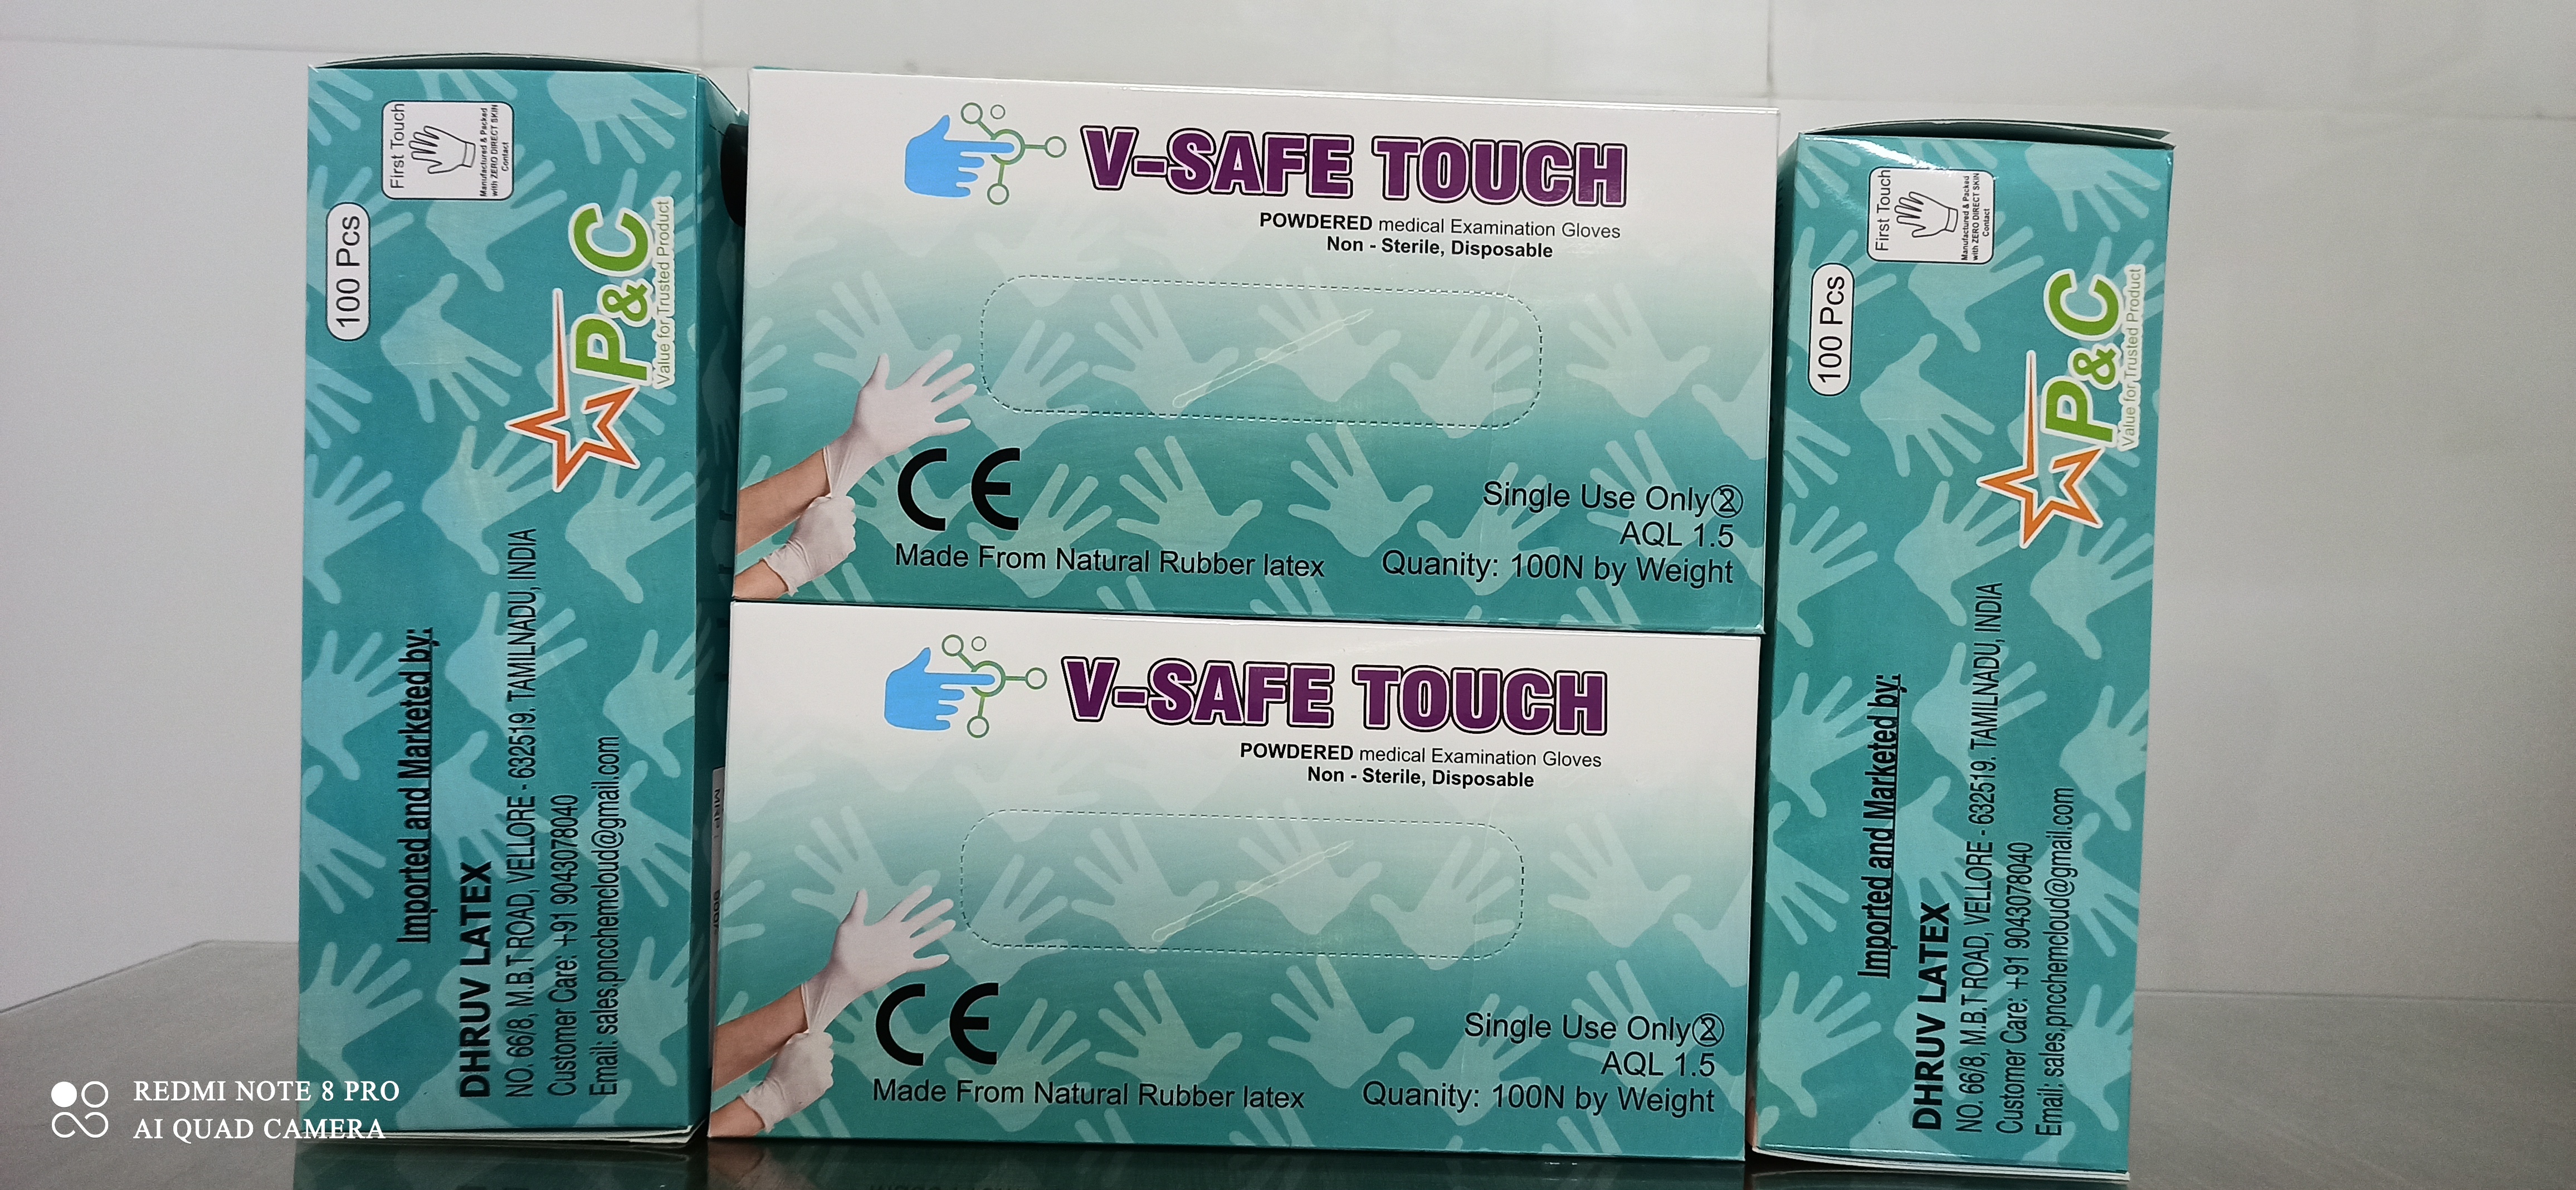 First Touch
Manufactured & Packed
with ZERO DIRECT SKIN
Contact
100 Pcs
P&C
Value for Trusted Product
Imported and Marketed by:
DHRUV LATEX
NO. 66/8, M.B.T ROAD, VELLORE - 632519. TAMILNADU, INDIA
Customer Care: +91 9043078040
Email: sales.pncchemcloud@gmail.com
V-SAFE TOUCH
POWDERED medical Examination Gloves
Non - Sterile, Disposable
CE
Made From Natural Rubber latex
Single Use Only 2
AQL 1.5
Quanity: 100N by Weight
V-SAFE TOUCH
POWDERED medical Examination Gloves
Non - Sterile, Disposable
CE
Made From Natural Rubber latex
Single Use Only 2
AQL 1.5
Quanity: 100N by Weight
First Touch
Manufactured & Packed
with ZERO DIRECT SKIN
Contact
100 Pcs
P&C
Value for Trusted Product
Imported and Marketed by:
DHRUV LATEX
NO. 66/8, M.B.T ROAD, VELLORE - 632519. TAMILNADU, INDIA
Customer Care: +91 9043078040
Email: sales.pncchemcloud@gmail.com
REDMI NOTE 8 PRO
AI QUAD CAMERA